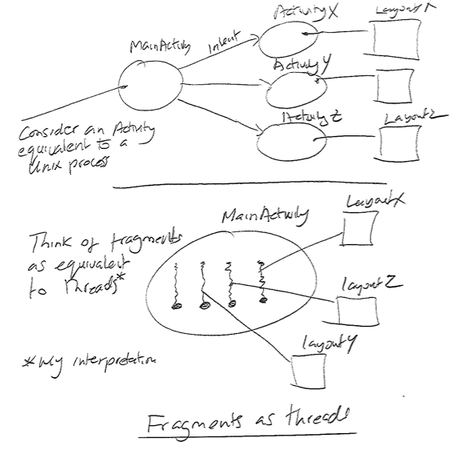 ActivityX
LayoutX
MainActivity
Intent
ActivityY
ActivityZ
LayoutZ
Consider an Activity
equivalent to a
Unix process
MainActivity
LayoutX
Think of fragments
as equivalent
to Threads*
layoutZ
layoutY
*My interpretation
Fragments as threads